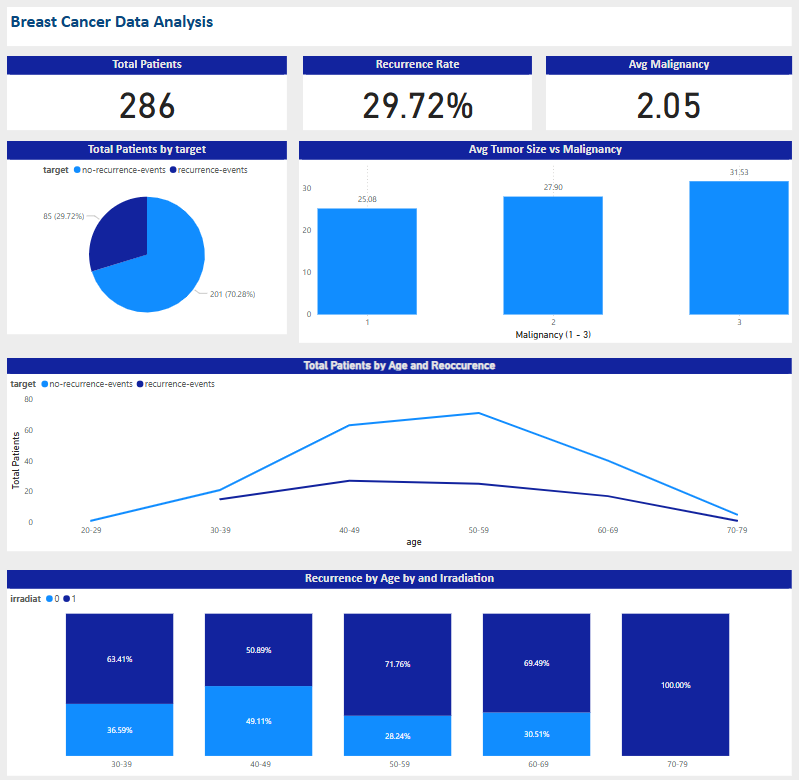 Breast Cancer Data Analysis
Total Patients
286
Recurrence Rate
29.72%
Avg Malignancy
2.05
Total Patients by target
target no-recurrence-events recurrence-events
85 (29.72%)
201 (70.28%)
Avg Tumor Size vs Malignancy
30
20
10
0
25.08
27.90
31.53
1 2 3
Malignancy (1 - 3)
Total Patients by Age and Reoccurence
target no-recurrence-events recurrence-events
Total Patients
80
60
40
20
0
20-29 30-39 40-49 50-59 60-69 70-79
age
Recurrence by Age by and Irradiation
irradiat 0 1
63.41% 50.89% 71.76% 69.49% 100.00%
36.59% 49.11% 28.24% 30.51%
30-39 40-49 50-59 60-69 70-79